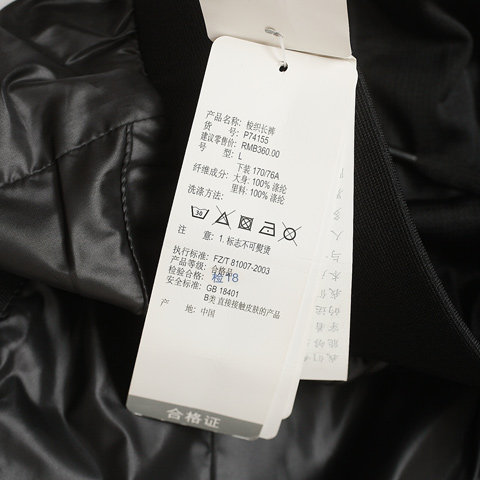 产品名称: 梭织长裤
货 号: P74155
建议零售价: RMB360.00
号 型: L
下装 170/76A
纤维成分: 大身: 100% 涤纶
里料: 100% 涤纶
洗涤方法:
30
注 意: 1. 标志不可熨烫
执行标准: FZ/T 81007-2003
产品等级: 合格品
检验合格: 检18
安全标准: GB 18401
B类 直接接触皮肤的产品
产 地: 中国
合格证